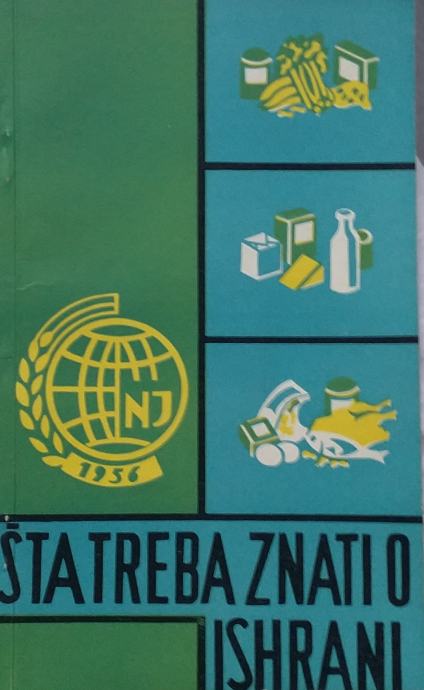 NJ
1956
ŠTA TREBA ZNATI O
ISHRANI